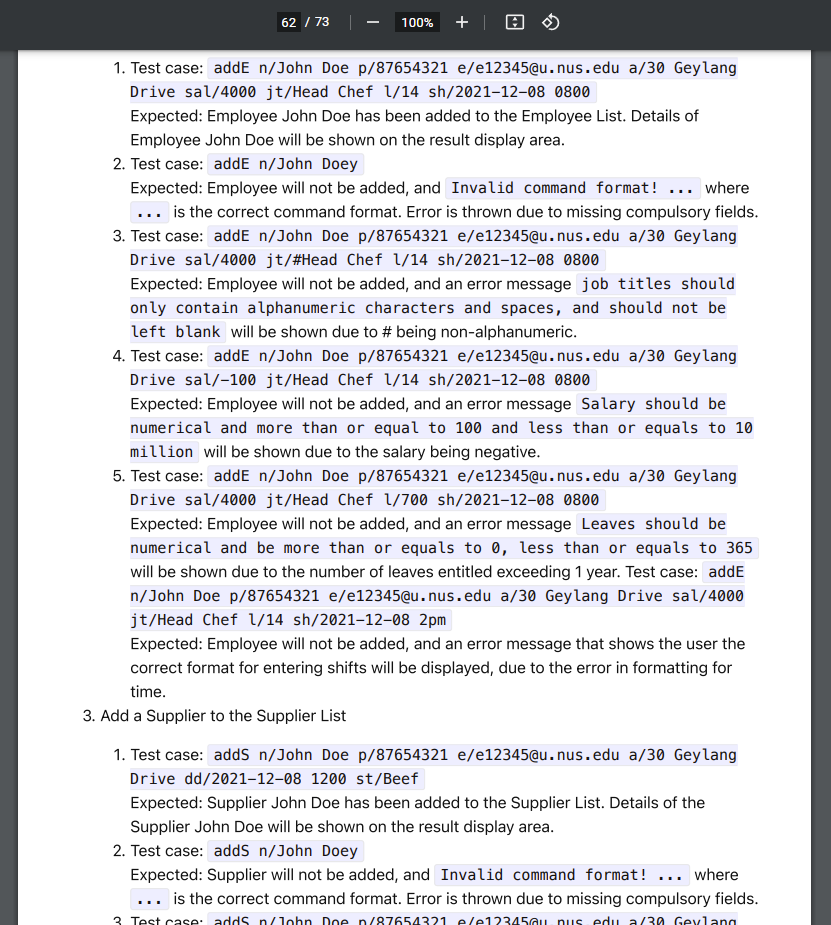 62 / 73 — 100% +
1. Test case: addE n/John Doe p/87654321 e/e12345@u.nus.edu a/30 Geylang
Drive sal/4000 jt/Head Chef l/14 sh/2021-12-08 0800
Expected: Employee John Doe has been added to the Employee List. Details of
Employee John Doe will be shown on the result display area.
2. Test case: addE n/John Doey
Expected: Employee will not be added, and Invalid command format! ... where
... is the correct command format. Error is thrown due to missing compulsory fields.
3. Test case: addE n/John Doe p/87654321 e/e12345@u.nus.edu a/30 Geylang
Drive sal/4000 jt/#Head Chef l/14 sh/2021-12-08 0800
Expected: Employee will not be added, and an error message job titles should
only contain alphanumeric characters and spaces, and should not be
left blank will be shown due to # being non-alphanumeric.
4. Test case: addE n/John Doe p/87654321 e/e12345@u.nus.edu a/30 Geylang
Drive sal/-100 jt/Head Chef l/14 sh/2021-12-08 0800
Expected: Employee will not be added, and an error message Salary should be
numerical and more than or equal to 100 and less than or equals to 10
million will be shown due to the salary being negative.
5. Test case: addE n/John Doe p/87654321 e/e12345@u.nus.edu a/30 Geylang
Drive sal/4000 jt/Head Chef l/700 sh/2021-12-08 0800
Expected: Employee will not be added, and an error message Leaves should be
numerical and be more than or equals to 0, less than or equals to 365
will be shown due to the number of leaves entitled exceeding 1 year. Test case: addE
n/John Doe p/87654321 e/e12345@u.nus.edu a/30 Geylang Drive sal/4000
jt/Head Chef l/14 sh/2021-12-08 2pm
Expected: Employee will not be added, and an error message that shows the user the
correct format for entering shifts will be displayed, due to the error in formatting for
time.
3. Add a Supplier to the Supplier List
1. Test case: addS n/John Doe p/87654321 e/e12345@u.nus.edu a/30 Geylang
Drive dd/2021-12-08 1200 st/Beef
Expected: Supplier John Doe has been added to the Supplier List. Details of the
Supplier John Doe will be shown on the result display area.
2. Test case: addS n/John Doey
Expected: Supplier will not be added, and Invalid command format! ... where
... is the correct command format. Error is thrown due to missing compulsory fields.
3. Test case: addS n/John Doe p/87654321 e/e12345@u.nus.edu a/30 Geylang